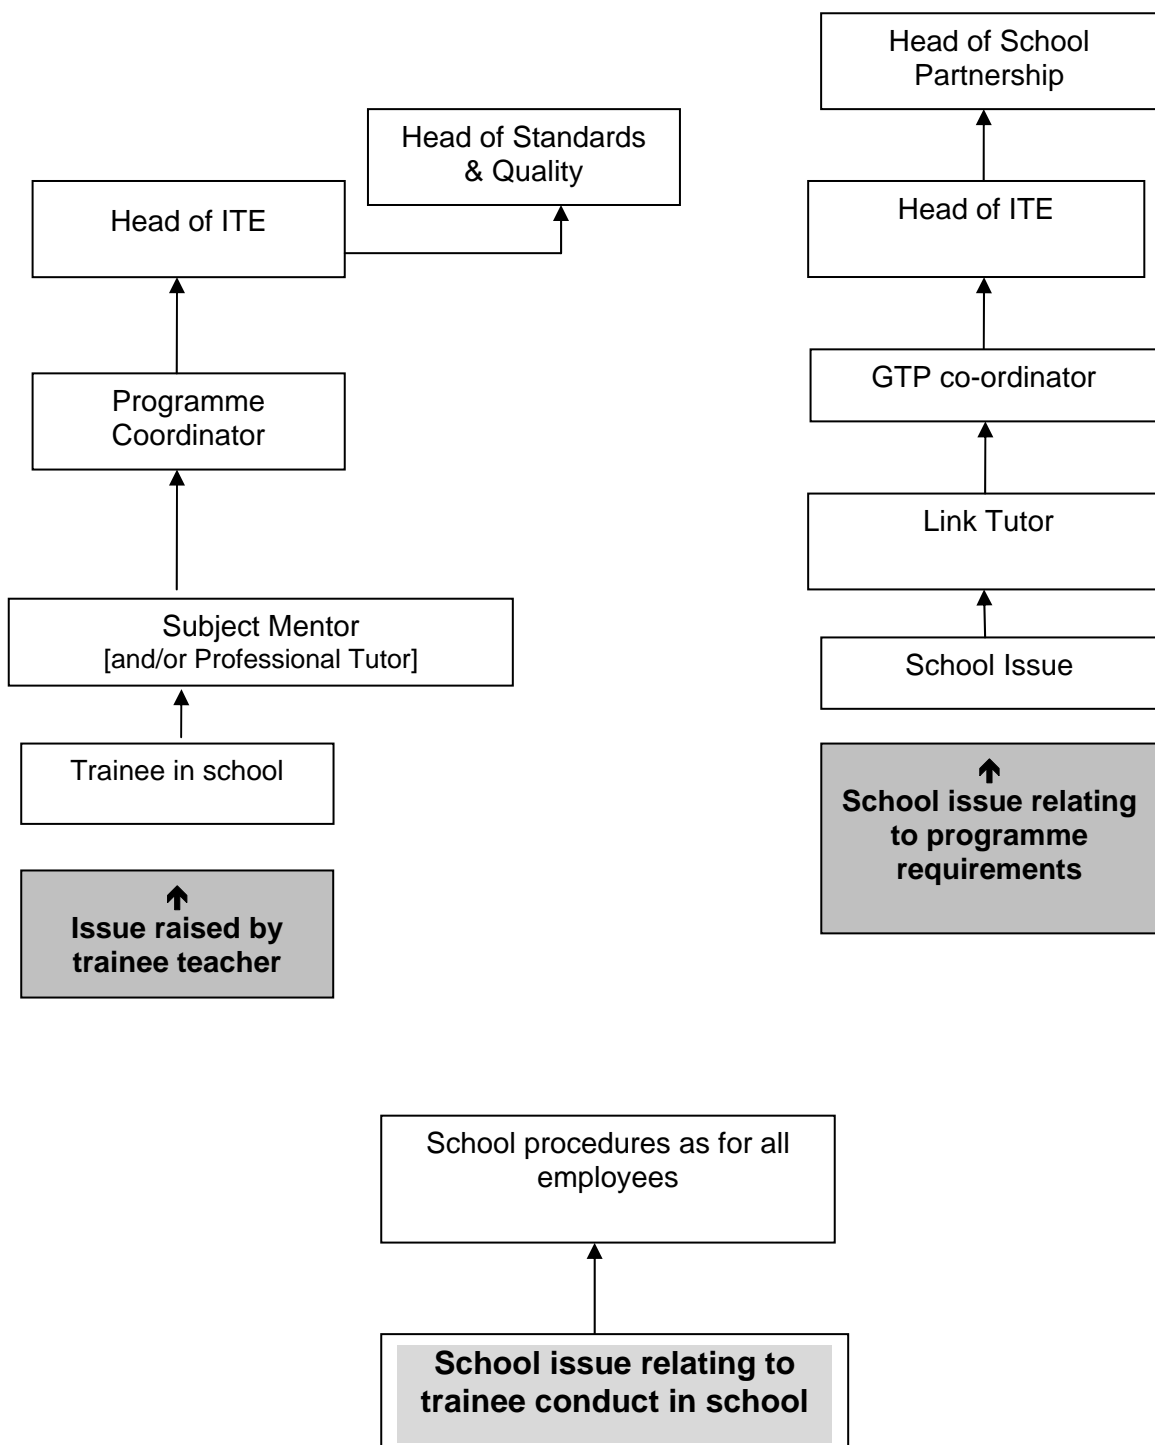 Head of School
Partnership
Head of Standards
& Quality
Head of ITE
Head of ITE
Programme
Coordinator
GTP co-ordinator
Link Tutor
Subject Mentor
[and/or Professional Tutor]
School Issue
Trainee in school
School issue relating
to programme
requirements
Issue raised by
trainee teacher
School procedures as for all
employees
School issue relating to
trainee conduct in school